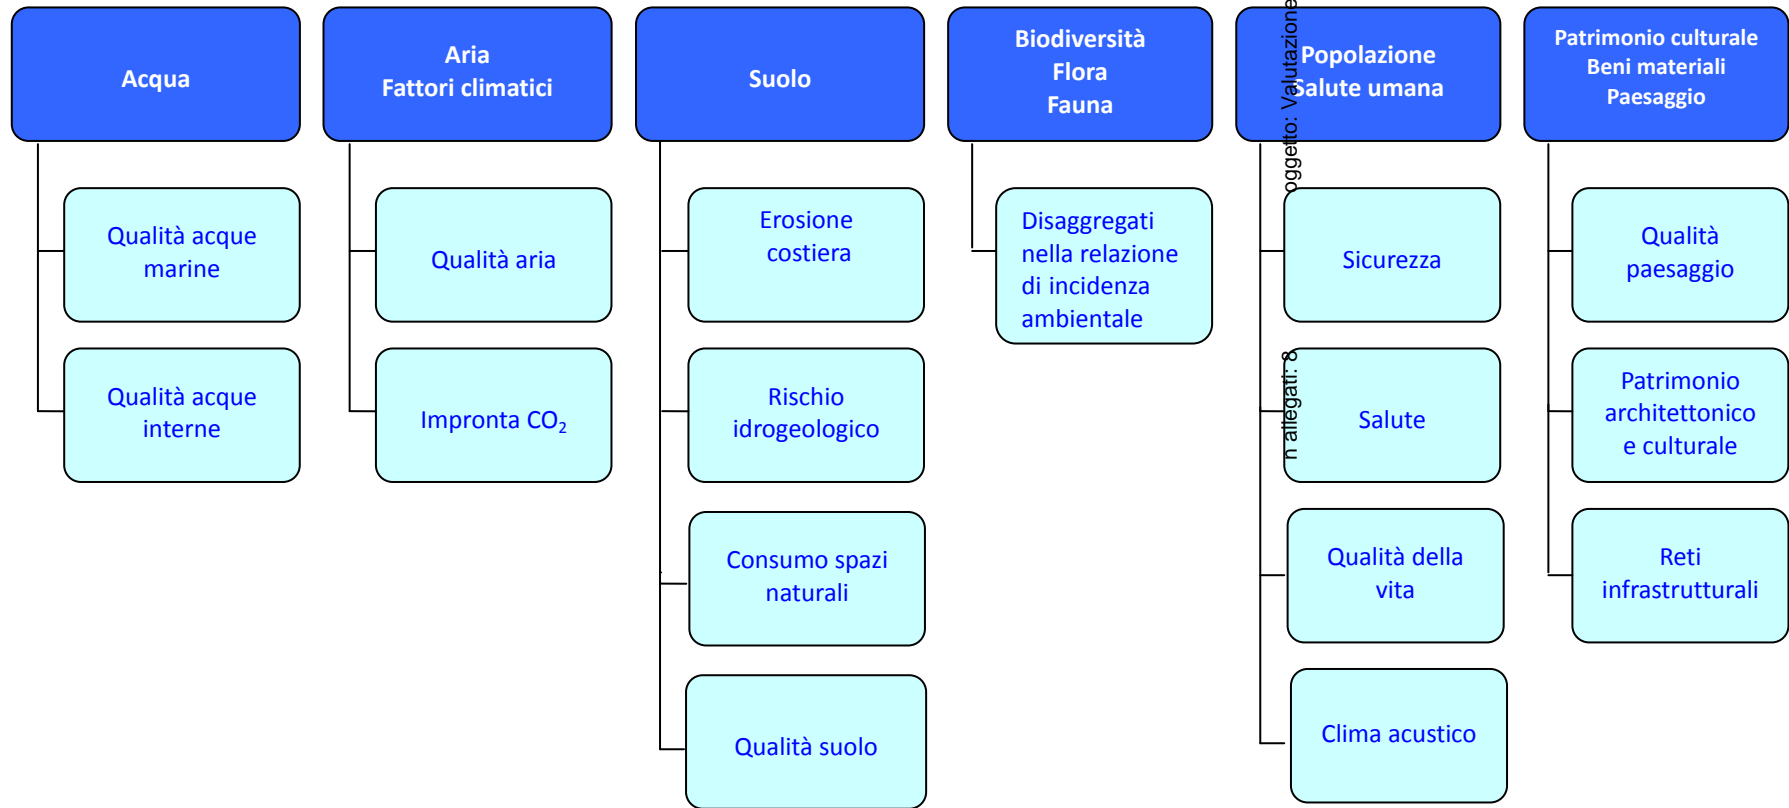 Acqua
Qualità acque
marine
Qualità acque
interne
Aria
Fattori climatici
Qualità aria
Impronta CO₂
Suolo
Erosione
costiera
Rischio
idrogeologico
Consumo spazi
naturali
Qualità suolo
Biodiversità
Flora
Fauna
Disaggregati
nella relazione
di incidenza
ambientale
Popolazione
Salute umana
Sicurezza
Salute
Qualità della
vita
Clima acustico
Patrimonio culturale
Beni materiali
Paesaggio
Qualità
paesaggio
Patrimonio
architettonico
e culturale
Reti
infrastrutturali
oggetto: Valutazione
n allegati: 8